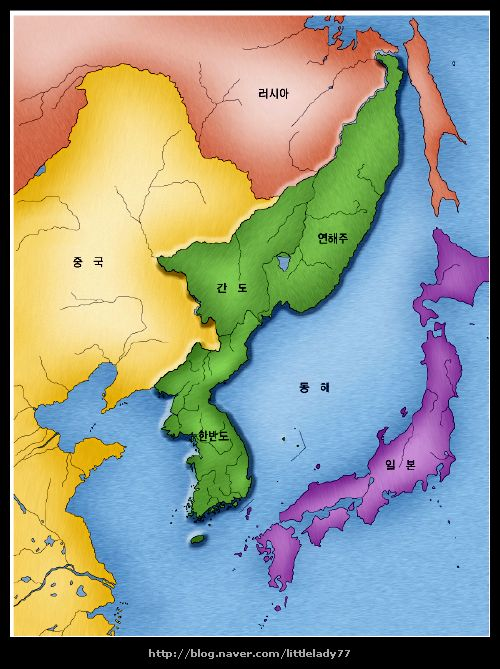 러시아
연해주
중 국
간 도
동 해
한반도
일 본
http://blog.naver.com/littlelady77